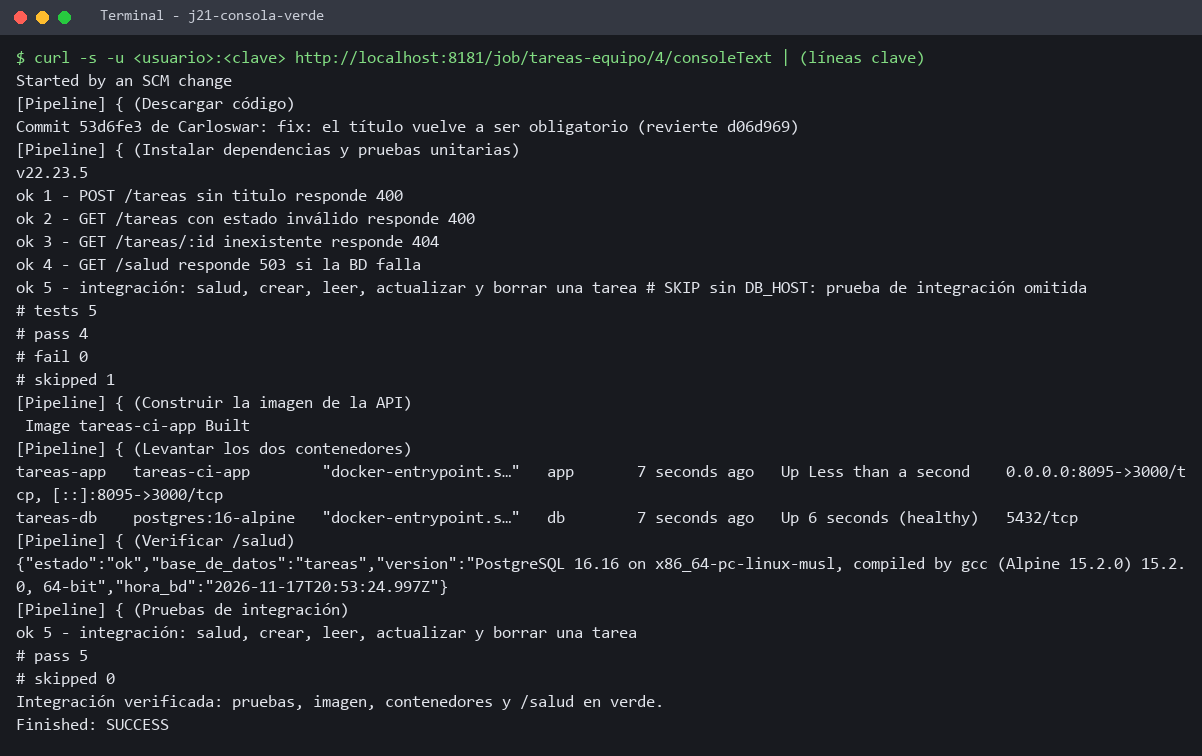 Terminal - j21-consola-verde
$ curl -s -u <usuario>:<clave> http://localhost:8181/job/tareas-equipo/4/consoleText | (líneas clave)
Started by an SCM change
[Pipeline] { (Descargar código)
Commit 53d6fe3 de Carloswar: fix: el título vuelve a ser obligatorio (revierte d06d969)
[Pipeline] { (Instalar dependencias y pruebas unitarias)
v22.23.5
ok 1 - POST /tareas sin titulo responde 400
ok 2 - GET /tareas con estado inválido responde 400
ok 3 - GET /tareas/:id inexistente responde 404
ok 4 - GET /salud responde 503 si la BD falla
ok 5 - integración: salud, crear, leer, actualizar y borrar una tarea # SKIP sin DB_HOST: prueba de integración omitida
# tests 5
# pass 4
# fail 0
# skipped 1
[Pipeline] { (Construir la imagen de la API)
 Image tareas-ci-app Built
[Pipeline] { (Levantar los dos contenedores)
tareas-app   tareas-ci-app        "docker-entrypoint.s…"   app       7 seconds ago   Up Less than a second    0.0.0.0:8095->3000/t
cp, [::]:8095->3000/tcp
tareas-db    postgres:16-alpine   "docker-entrypoint.s…"   db        7 seconds ago   Up 6 seconds (healthy)   5432/tcp
[Pipeline] { (Verificar /salud)
{"estado":"ok","base_de_datos":"tareas","version":"PostgreSQL 16.16 on x86_64-pc-linux-musl, compiled by gcc (Alpine 15.2.0) 15.2.
0, 64-bit","hora_bd":"2026-11-17T20:53:24.997Z"}
[Pipeline] { (Pruebas de integración)
ok 5 - integración: salud, crear, leer, actualizar y borrar una tarea
# pass 5
# skipped 0
Integración verificada: pruebas, imagen, contenedores y /salud en verde.
Finished: SUCCESS